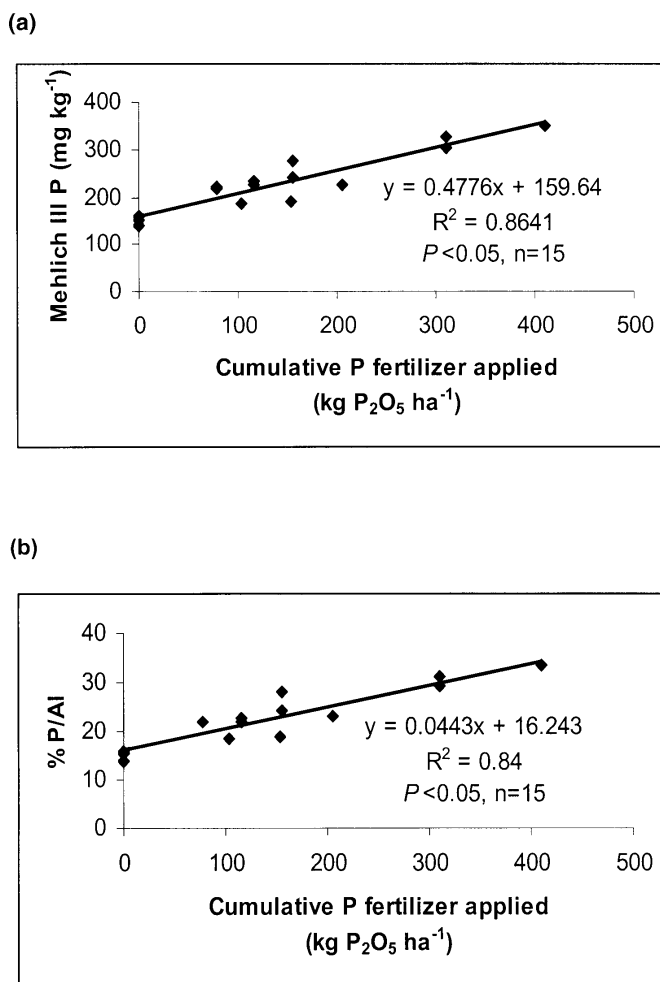 (a)
Mehlich III P (mg kg⁻¹)
400
300
200
100
0
y = 0.4776x + 159.64
R² = 0.8641
P<0.05, n=15
0 100 200 300 400 500
Cumulative P fertilizer applied
(kg P₂O₅ ha⁻¹)
(b)
% P/Al
40
30
20
10
0
y = 0.0443x + 16.243
R² = 0.84
P<0.05, n=15
0 100 200 300 400 500
Cumulative P fertilizer applied
(kg P₂O₅ ha⁻¹)